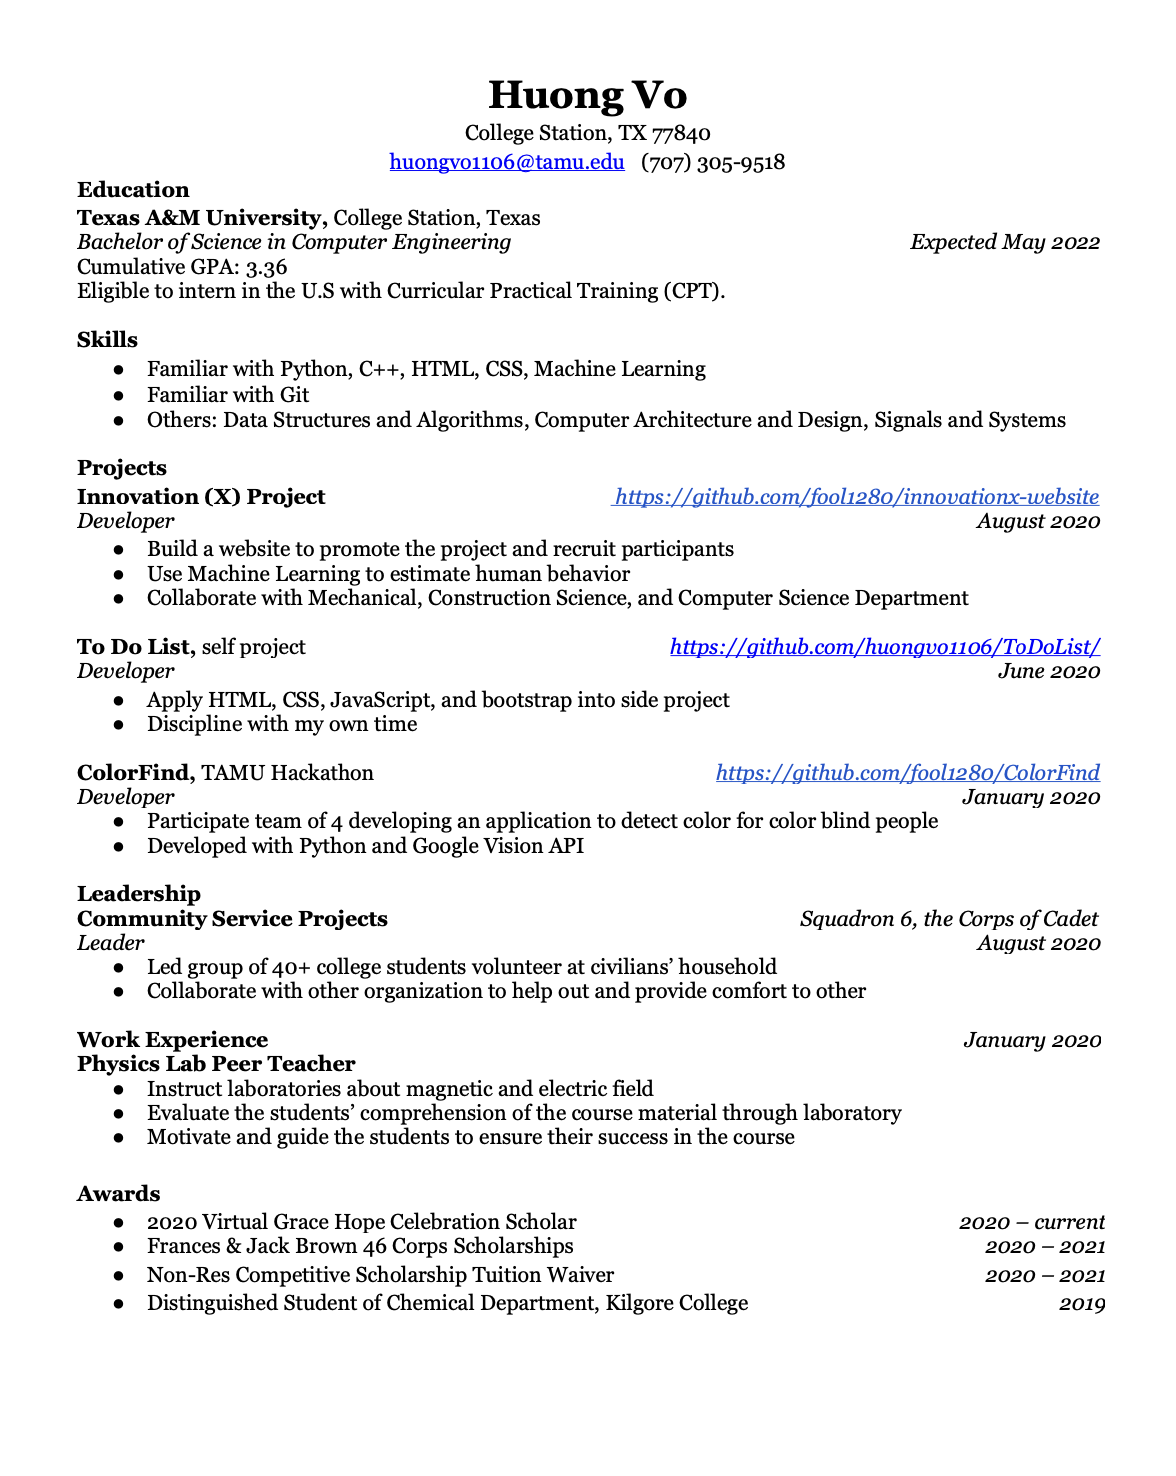 Huong Vo
College Station, TX 77840
huongvo1106@tamu.edu (707) 305-9518
Education
Texas A&M University, College Station, Texas
Bachelor of Science in Computer Engineering Expected May 2022
Cumulative GPA: 3.36
Eligible to intern in the U.S with Curricular Practical Training (CPT).
Skills
● Familiar with Python, C++, HTML, CSS, Machine Learning
● Familiar with Git
● Others: Data Structures and Algorithms, Computer Architecture and Design, Signals and Systems
Projects
Innovation (X) Project https://github.com/fool1280/innovationx-website
Developer August 2020
● Build a website to promote the project and recruit participants
● Use Machine Learning to estimate human behavior
● Collaborate with Mechanical, Construction Science, and Computer Science Department
To Do List, self project https://github.com/huongvo1106/ToDoList/
Developer June 2020
● Apply HTML, CSS, JavaScript, and bootstrap into side project
● Discipline with my own time
ColorFind, TAMU Hackathon https://github.com/fool1280/ColorFind
Developer January 2020
● Participate team of 4 developing an application to detect color for color blind people
● Developed with Python and Google Vision API
Leadership
Community Service Projects Squadron 6, the Corps of Cadet
Leader August 2020
● Led group of 40+ college students volunteer at civilians’ household
● Collaborate with other organization to help out and provide comfort to other
Work Experience January 2020
Physics Lab Peer Teacher
● Instruct laboratories about magnetic and electric field
● Evaluate the students’ comprehension of the course material through laboratory
● Motivate and guide the students to ensure their success in the course
Awards
● 2020 Virtual Grace Hope Celebration Scholar 2020 – current
● Frances & Jack Brown 46 Corps Scholarships 2020 – 2021
● Non-Res Competitive Scholarship Tuition Waiver 2020 – 2021
● Distinguished Student of Chemical Department, Kilgore College 2019